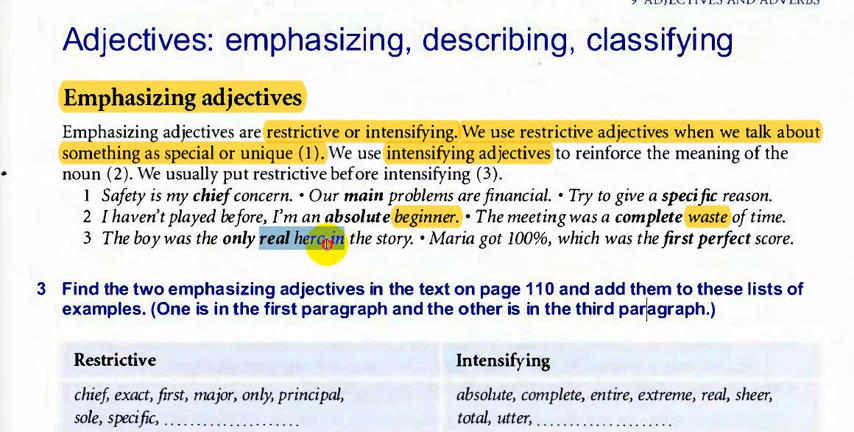 9 ADJECTIVES AND ADVERBS
Adjectives: emphasizing, describing, classifying
Emphasizing adjectives
Emphasizing adjectives are restrictive or intensifying. We use restrictive adjectives when we talk about
something as special or unique (1). We use intensifying adjectives to reinforce the meaning of the
noun (2). We usually put restrictive before intensifying (3).
1 Safety is my chief concern. • Our main problems are financial. • Try to give a specific reason.
2 I haven't played before, I'm an absolute beginner. • The meeting was a complete waste of time.
3 The boy was the only real hero in the story. • Maria got 100%, which was the first perfect score.
3 Find the two emphasizing adjectives in the text on page 110 and add them to these lists of
examples. (One is in the first paragraph and the other is in the third paragraph.)
Restrictive
chief, exact, first, major, only, principal,
sole, specific, ......................
Intensifying
absolute, complete, entire, extreme, real, sheer,
total, utter, ......................